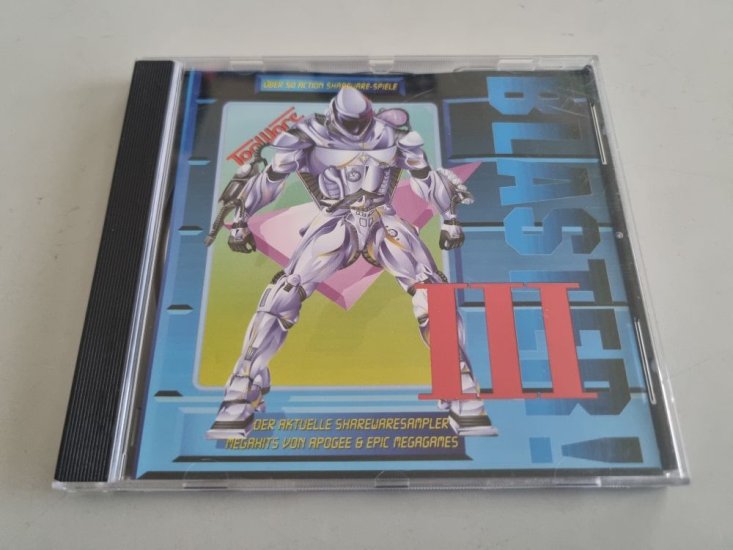 ÜBER 50 ACTION SHAREWARE-SPIELE
TopWare
BLASTER!
III
DER AKTUELLE SHAREWARESAMPLER
MEGAHITS VON APOGEE & EPIC MEGAGAMES